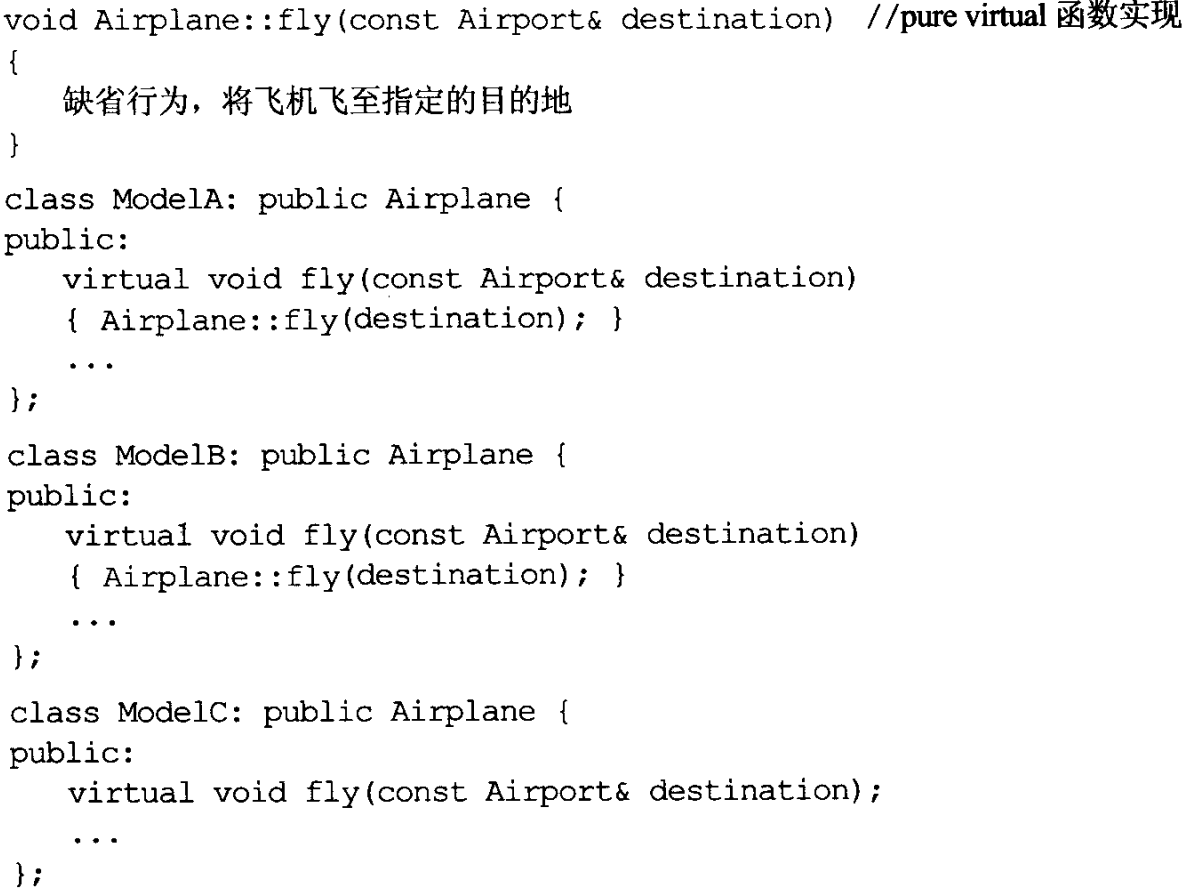 void Airplane::fly(const Airport& destination) //pure virtual 函数实现
{
缺省行为，将飞机飞至指定的目的地
}
class ModelA: public Airplane {
public:
virtual void fly(const Airport& destination)
{ Airplane::fly(destination); }
...
};
class ModelB: public Airplane {
public:
virtual void fly(const Airport& destination)
{ Airplane::fly(destination); }
...
};
class ModelC: public Airplane {
public:
virtual void fly(const Airport& destination);
...
};